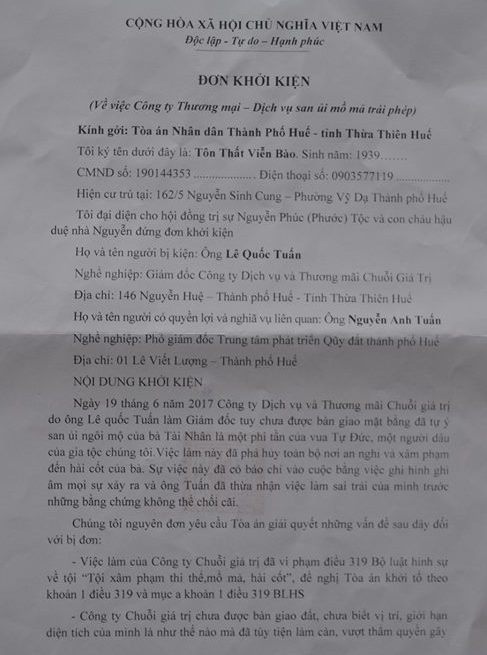 CỘNG HÒA XÃ HỘI CHỦ NGHĨA VIỆT NAM
Độc lập - Tự do – Hạnh phúc
ĐƠN KHỞI KIỆN
(Về việc Công ty Thương mại – Dịch vụ san ủi mồ mả trái phép)
Kính gởi: Tòa án Nhân dân Thành Phố Huế - tỉnh Thừa Thiên Huế
Tôi ký tên dưới đây là: Tôn Thất Viễn Bào. Sinh năm: 1939.......
CMND số: 190144353 .................... Điện thoại số: 0903577119 .................
Hiện cư trú tại: 162/5 Nguyễn Sinh Cung – Phường Vỹ Dạ Thành phố Huế
Tôi đại diện cho hội đồng trị sự Nguyễn Phúc (Phước) Tộc và con cháu hậu
duệ nhà Nguyễn đứng đơn khởi kiện
Họ và tên người bị kiện: Ông Lê Quốc Tuấn
Nghề nghiệp: Giám đốc Công ty Dịch vụ và Thương mãi Chuỗi Giá Trị
Địa chỉ: 146 Nguyễn Huệ – Thành phố Huế - Tỉnh Thừa Thiên Huế
Họ và tên người có quyền lợi và nghĩa vụ liên quan: Ông Nguyễn Anh Tuấn
Nghề nghiệp: Phó giám đốc Trung tâm phát triển Qũy đất thành phố Huế
Địa chỉ: 01 Lê Viết Lượng – Thành phố Huế
NỘI DUNG KHỞI KIỆN
Ngày 19 tháng 6 năm 2017 Công ty Dịch vụ và Thương mãi Chuỗi giá trị
do ông Lê quốc Tuấn làm Giám đốc tuy chưa được bàn giao mặt bằng đã tự ý
san ủi ngôi mộ của bà Tài Nhân là một phi tần của vua Tự Đức, một người dâu
của gia tộc chúng tôi.Việc làm này đã phá hủy toàn bộ nơi an nghỉ và xâm phạm
đến hài cốt của bà. Sự việc này đã có báo chí vào cuộc bằng việc ghi hình ghi
âm mọi sự xảy ra và ông Tuấn đã thừa nhận việc làm sai trái của mình trước
những bằng chứng không thể chối cãi.
Chúng tôi nguyên đơn yêu cầu Tòa án giải quyết những vấn đề sau đây đối
với bị đơn:
- Việc làm của Công ty Chuỗi giá trị đã vi phạm điều 319 Bộ luật hình sự
về tội “Tội xâm phạm thi thể,mồ mả, hài cốt”, đề nghị Tòa án khởi tố theo
khoản 1 điều 319 và mục a khoản 1 điều 319 BLHS
- Công ty Chuỗi giá trị chưa được bàn giao đất, chưa biết vị trí, giới hạn
diện tích của mình là như thế nào mà đã tùy tiện làm càn, vượt thẩm quyền gây